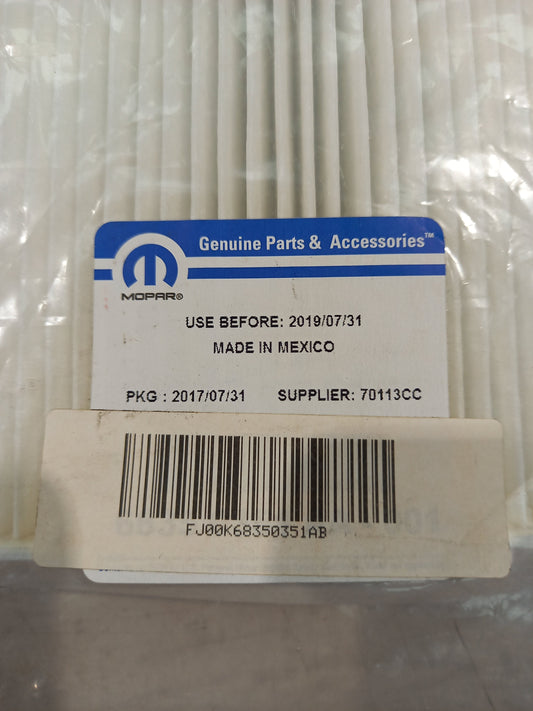 Genuine Parts & Accessories™
MOPAR®
USE BEFORE: 2019/07/31
MADE IN MEXICO
PKG : 2017/07/31 SUPPLIER: 70113CC
FJ00K68350351AB